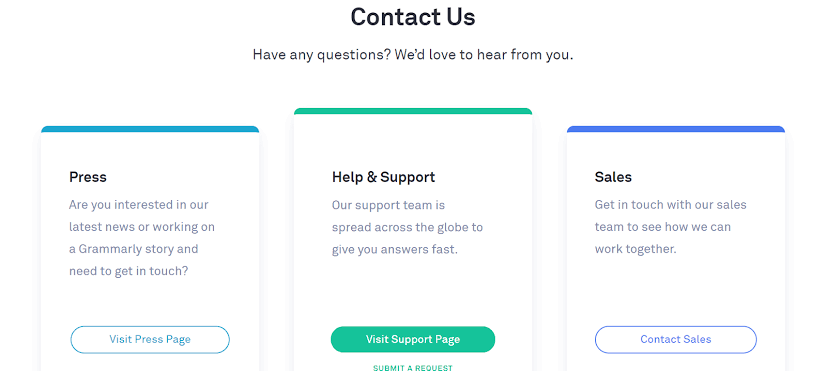 Contact Us
Have any questions? We’d love to hear from you.
Press
Are you interested in our
latest news or working on
a Grammarly story and
need to get in touch?
Visit Press Page
Help & Support
Our support team is
spread across the globe to
give you answers fast.
Visit Support Page
SUBMIT A REQUEST
Sales
Get in touch with our sales
team to see how we can
work together.
Contact Sales